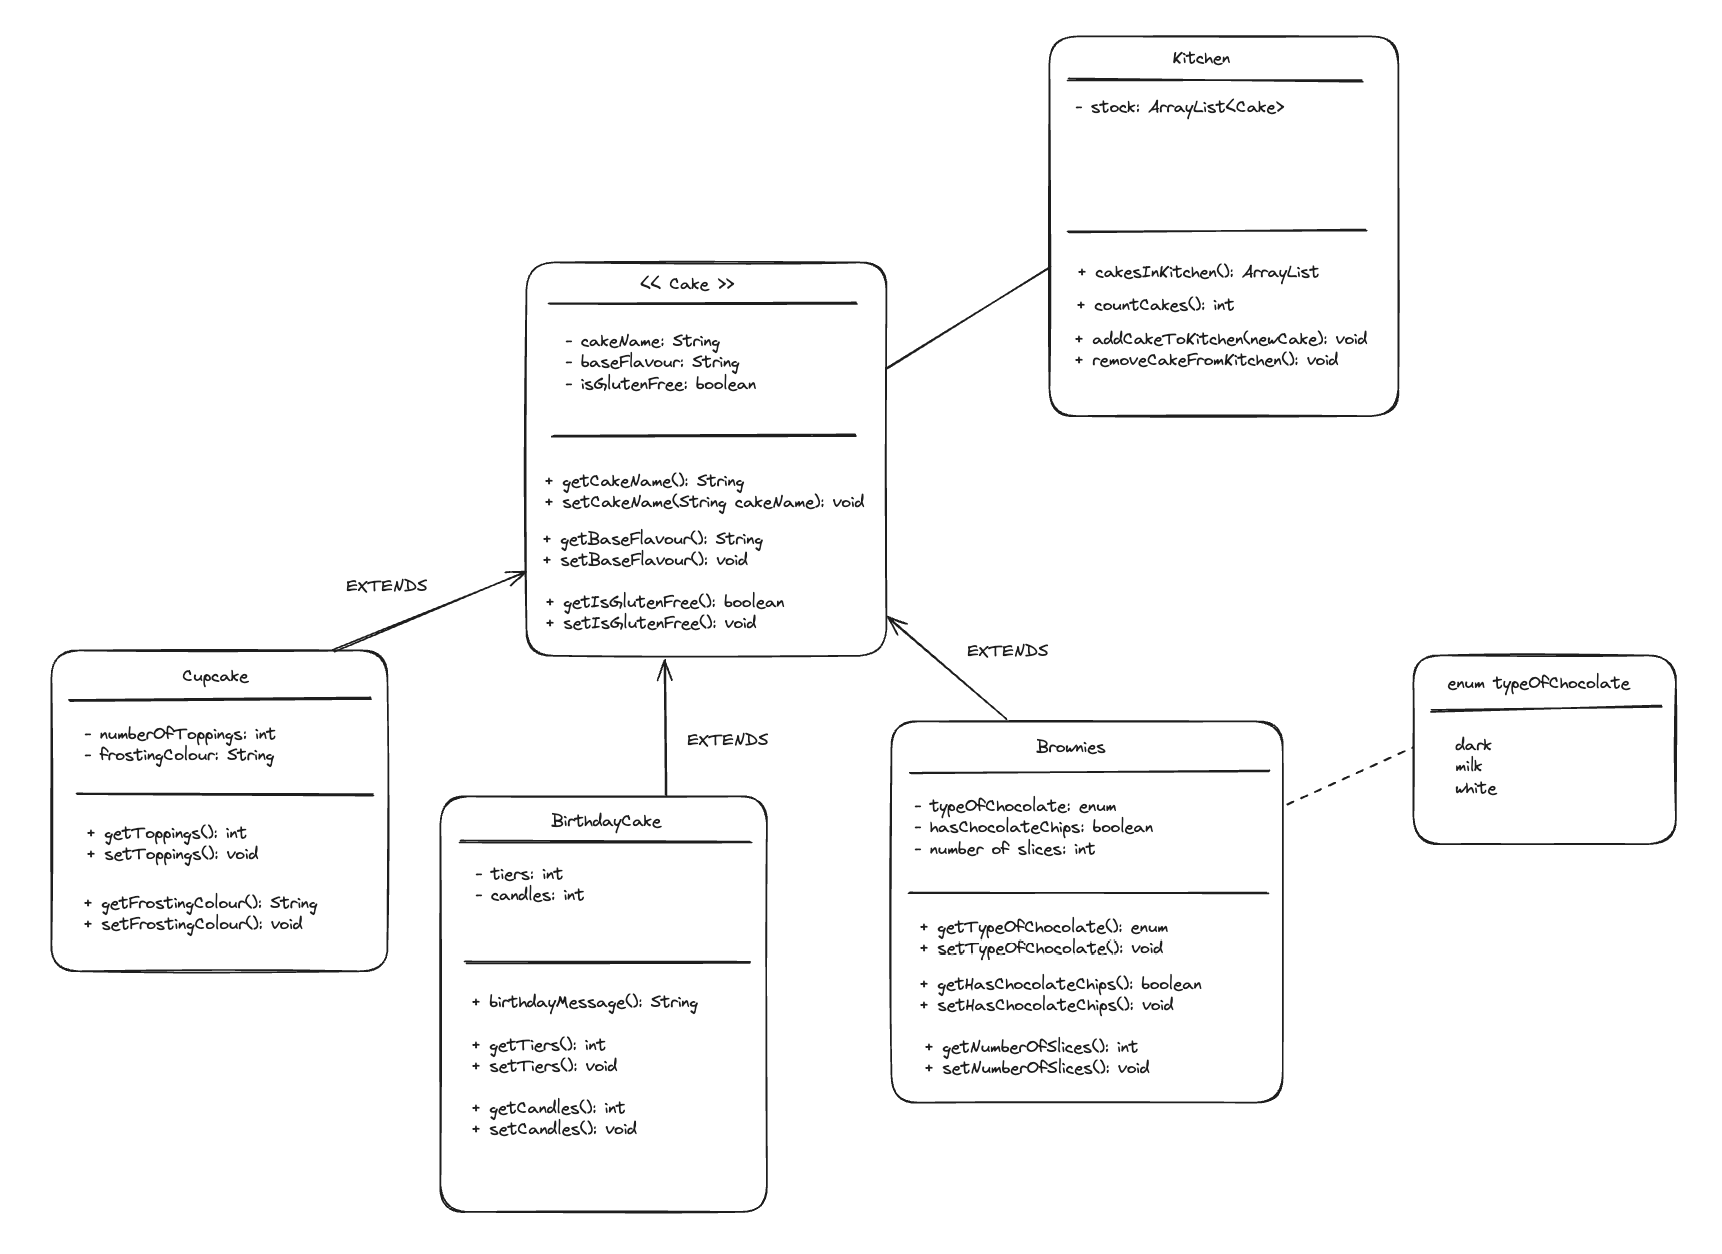 Kitchen
- stock: ArrayList<Cake>
+ cakesInKitchen(): ArrayList
+ countCakes(): int
+ addCakeToKitchen(newCake): void
+ removeCakeFromKitchen(): void
<< Cake >>
- cakeName: String
- baseFlavour: String
- isGlutenFree: boolean
+ getCakeName(): String
+ setCakeName(String cakeName): void
+ getBaseFlavour(): String
+ setBaseFlavour(): void
+ getIsGlutenFree(): boolean
+ setIsGlutenFree(): void
EXTENDS
EXTENDS
EXTENDS
Cupcake
- numberOfToppings: int
- frostingColour: String
+ getToppings(): int
+ setToppings(): void
+ getFrostingColour(): String
+ setFrostingColour(): void
BirthdayCake
- tiers: int
- candles: int
+ birthdayMessage(): String
+ getTiers(): int
+ setTiers(): void
+ getCandles(): int
+ setCandles(): void
Brownies
- typeOfChocolate: enum
- hasChocolateChips: boolean
- number of slices: int
+ getTypeOfChocolate(): enum
+ setTypeOfChocolate(): void
+ getHasChocolateChips(): boolean
+ setHasChocolateChips(): void
+ getNumberOfSlices(): int
+ setNumberOfSlices(): void
enum typeOfChocolate
dark
milk
white